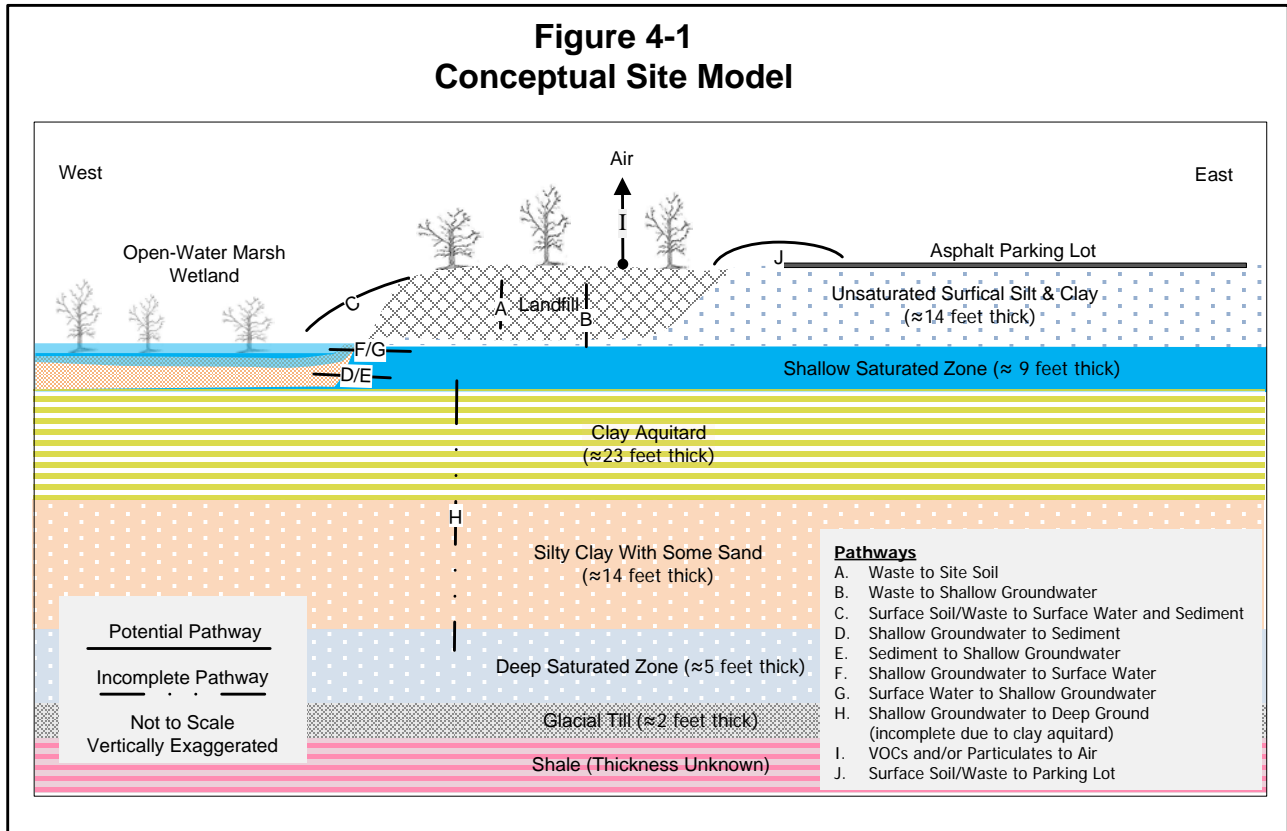 Figure 4-1
Conceptual Site Model
West
Air
East
I
Open-Water Marsh
Wetland
J
Asphalt Parking Lot
C
A
Landfill
B
Unsaturated Surfical Silt & Clay
(≈14 feet thick)
F/G
D/E
Shallow Saturated Zone (≈ 9 feet thick)
Clay Aquitard
(≈23 feet thick)
H
Silty Clay With Some Sand
(≈14 feet thick)
Deep Saturated Zone (≈5 feet thick)
Glacial Till (≈2 feet thick)
Shale (Thickness Unknown)
Potential Pathway
Incomplete Pathway
Not to Scale
Vertically Exaggerated
Pathways
A. Waste to Site Soil
B. Waste to Shallow Groundwater
C. Surface Soil/Waste to Surface Water and Sediment
D. Shallow Groundwater to Sediment
E. Sediment to Shallow Groundwater
F. Shallow Groundwater to Surface Water
G. Surface Water to Shallow Groundwater
H. Shallow Groundwater to Deep Ground
(incomplete due to clay aquitard)
I. VOCs and/or Particulates to Air
J. Surface Soil/Waste to Parking Lot